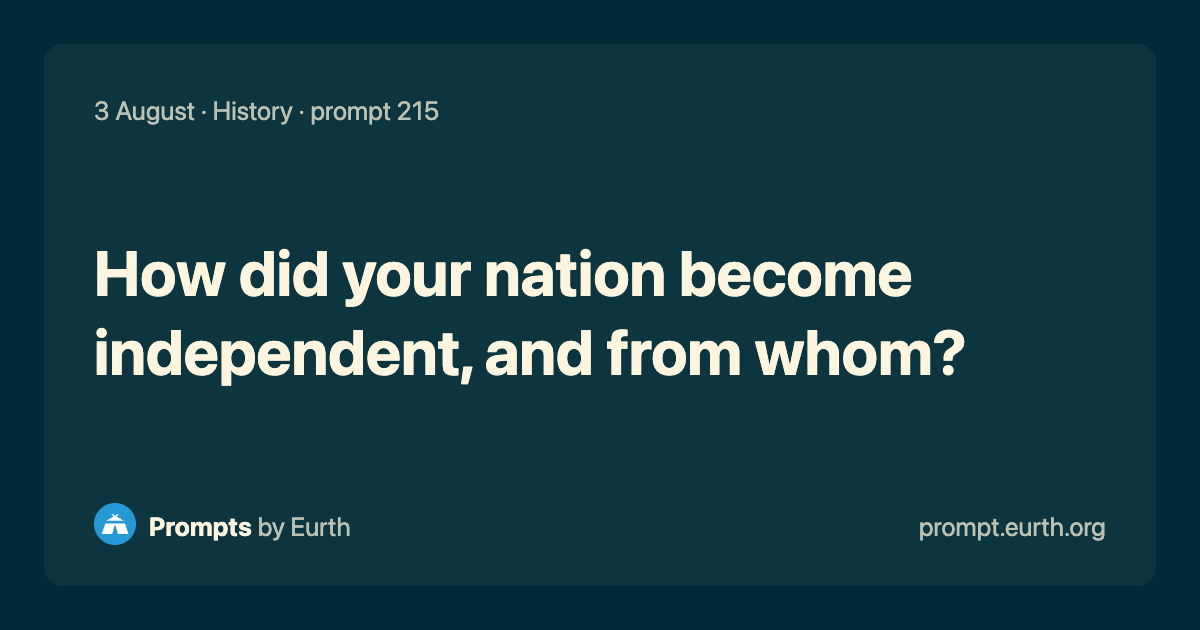 3 August · History · prompt 215
How did your nation become
independent, and from whom?
Prompts by Eurth
prompt.eurth.org